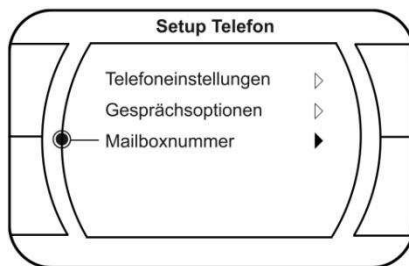 Setup Telefon
Telefoneinstellungen
Gesprächsoptionen
Mailboxnummer